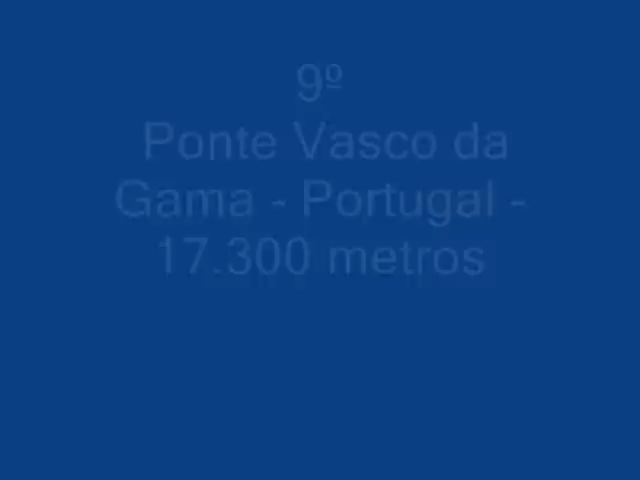 9º
Ponte Vasco da
Gama - Portugal -
17.300 metros